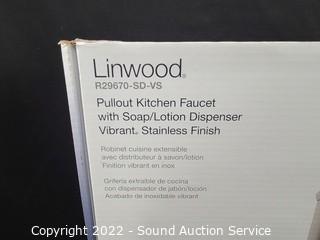 Linwood®
R29670-SD-VS
Pullout Kitchen Faucet
with Soap/Lotion Dispenser
Vibrant® Stainless Finish
Robinet cuisine extensible
avec distributeur à savon/lotion
Finition vibrant en inox
Grifería extraíble de cocina
con dispensador de jabón/loción
Acabado de inoxidable vibrant
Copyright 2022 - Sound Auction Service